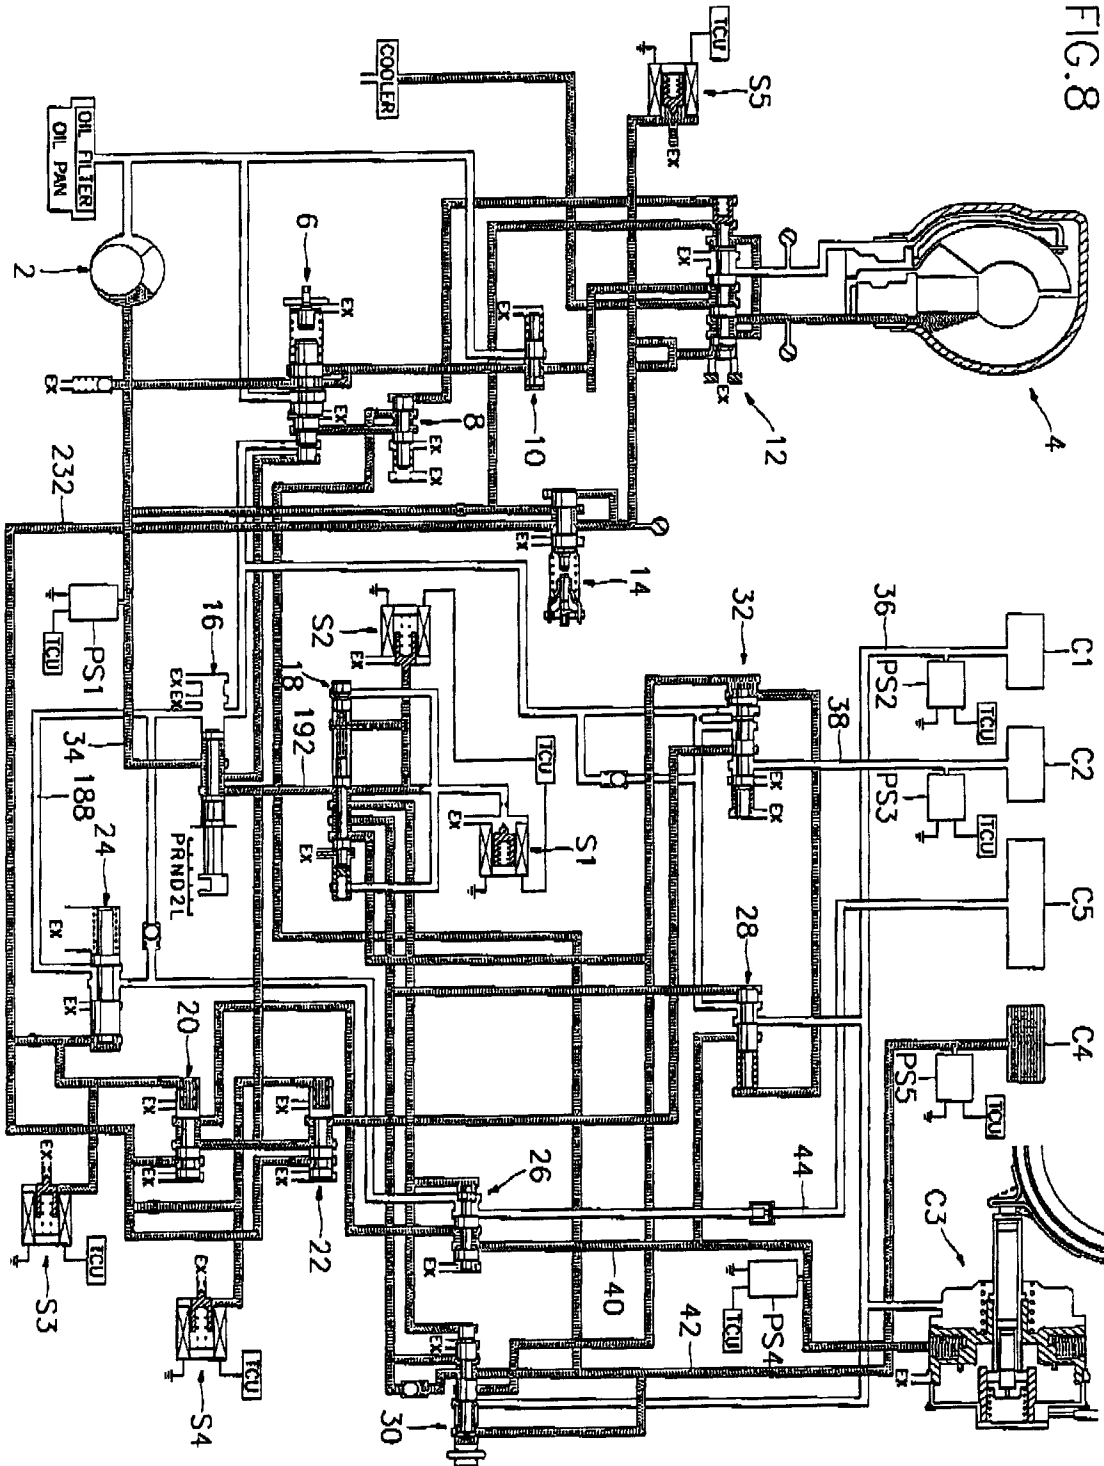 FIG.8
TCU
S5
EX
COOLER
4
12
EX
EX
10
EX
OIL FILTER
OIL PAN
2
6
EX
EX
EX
8
EX
EX
232
14
EX
PS1
TCU
16
EX
EX
EX
34
188
18
192
S2
EX
TCU
S1
EX
EX
PRND2L
24
EX
EX
20
EX
EX
22
EX
EX
S3
EX
TCU
S4
EX
TCU
32
EX
EX
28
36
38
C1
PS2
TCU
C2
PS3
TCU
C5
C4
PS5
TCU
C3
EX
26
EX
44
40
42
PS4
TCU
30
EX